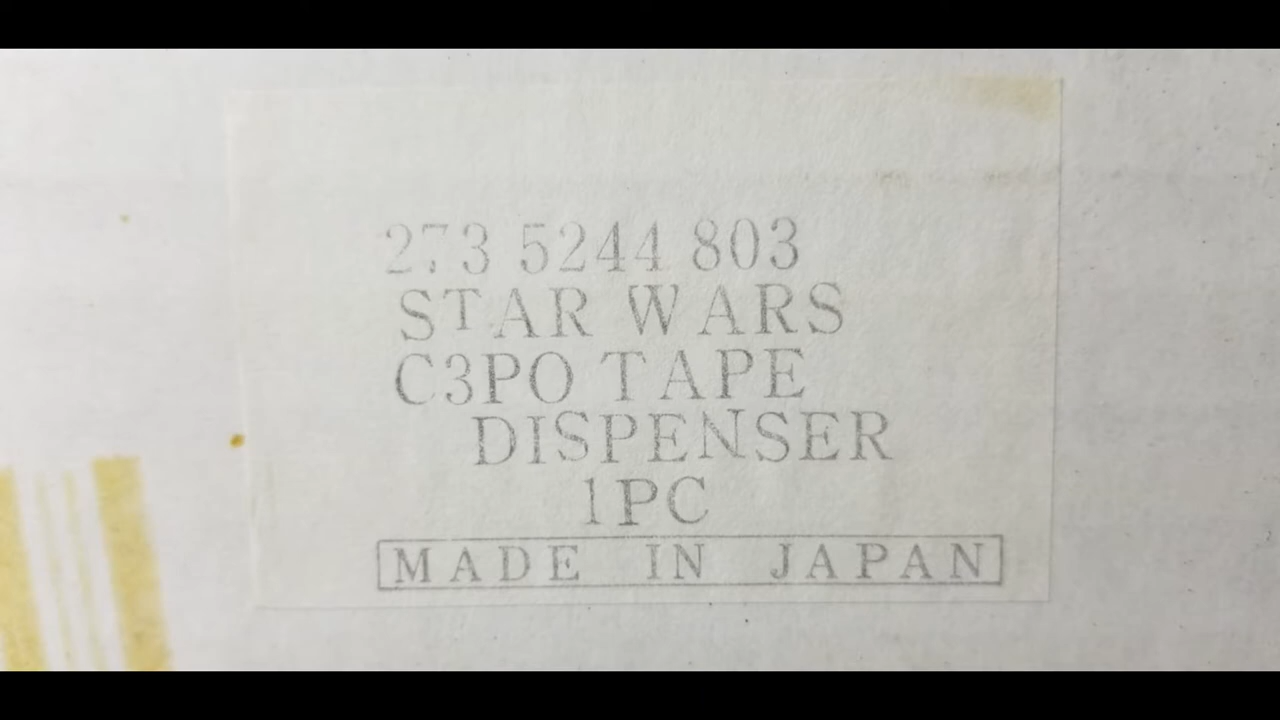 273 5244 803
STAR WARS
C3PO TAPE
DISPENSER
1PC
MADE IN JAPAN